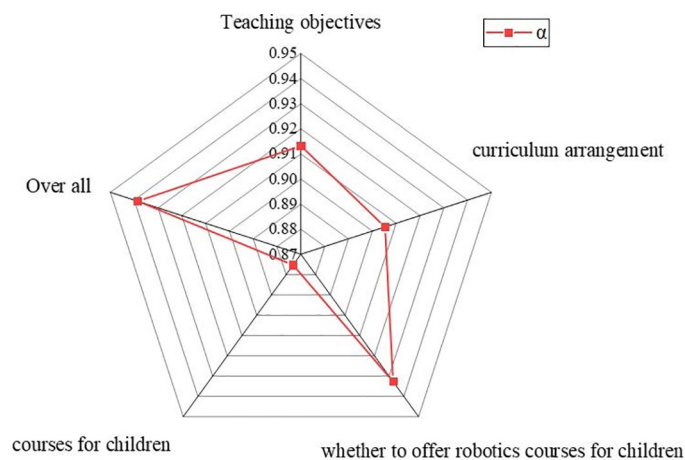 Teaching objectives
α
0.95
0.94
0.93
0.92
0.91
0.90
0.89
0.88
0.87
curriculum arrangement
Over all
courses for children
whether to offer robotics courses for children